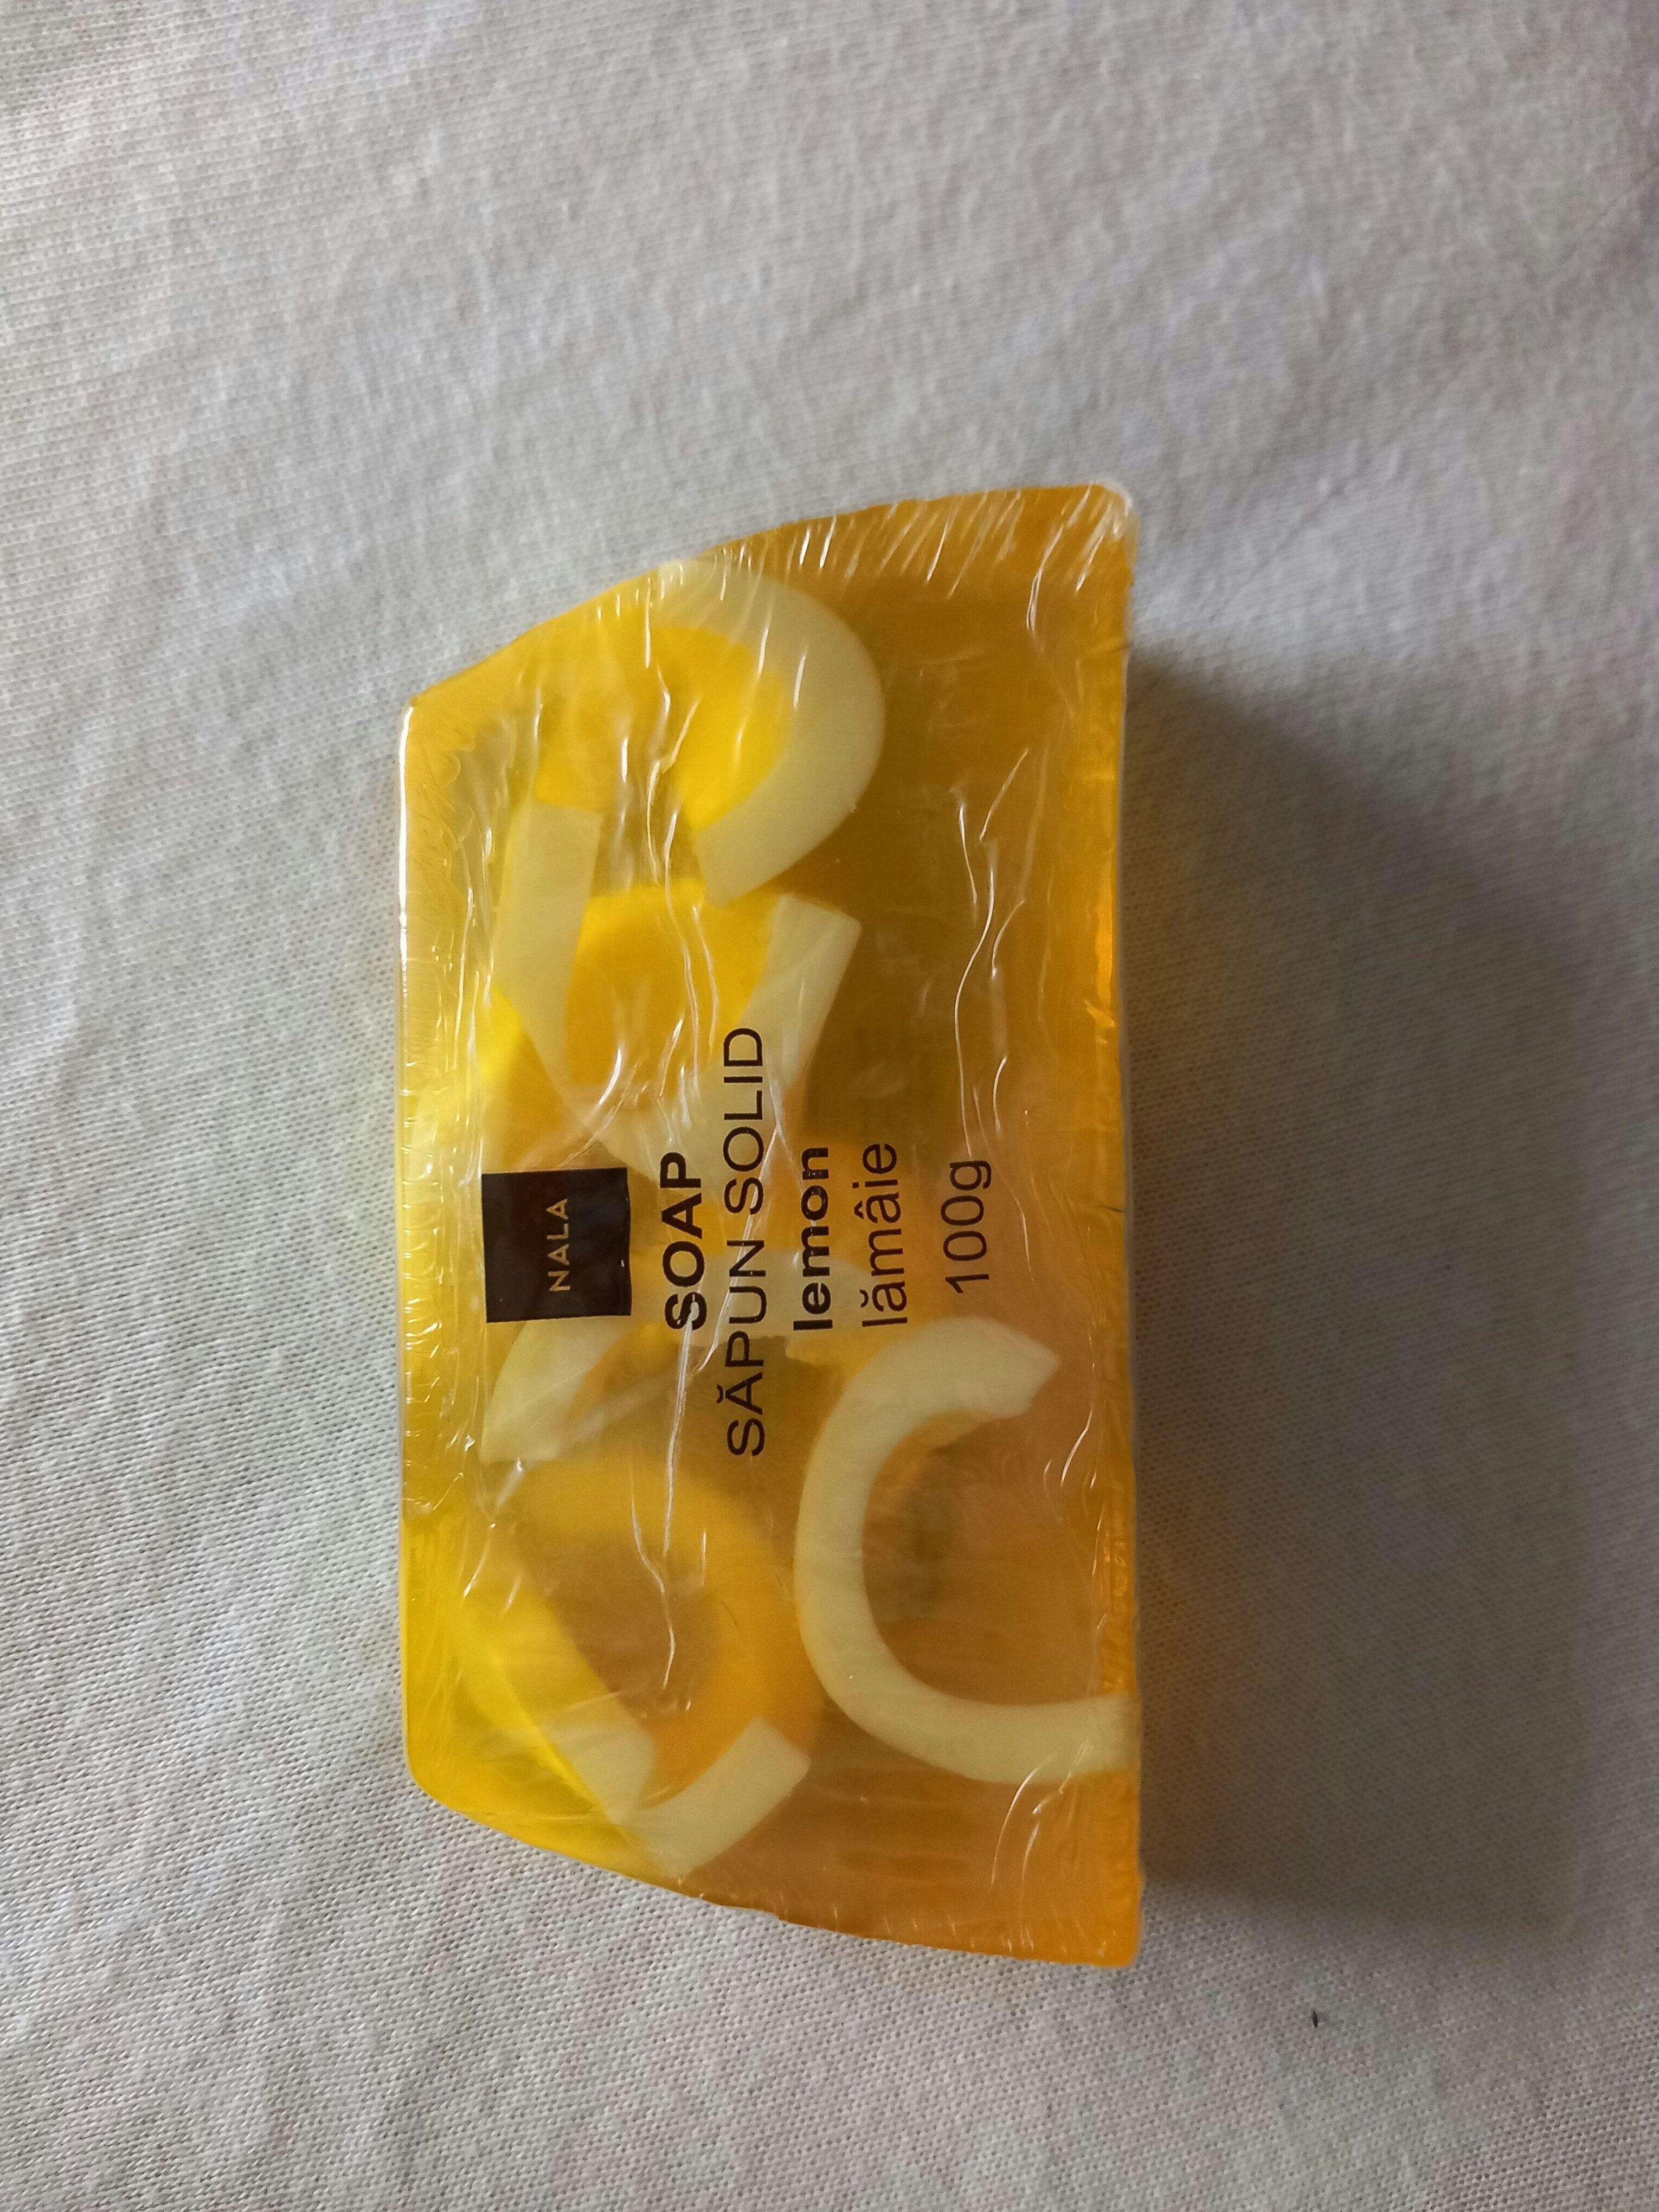 NALA
SOAP
SĂPUN SOLID
lemon
lămâie
100g